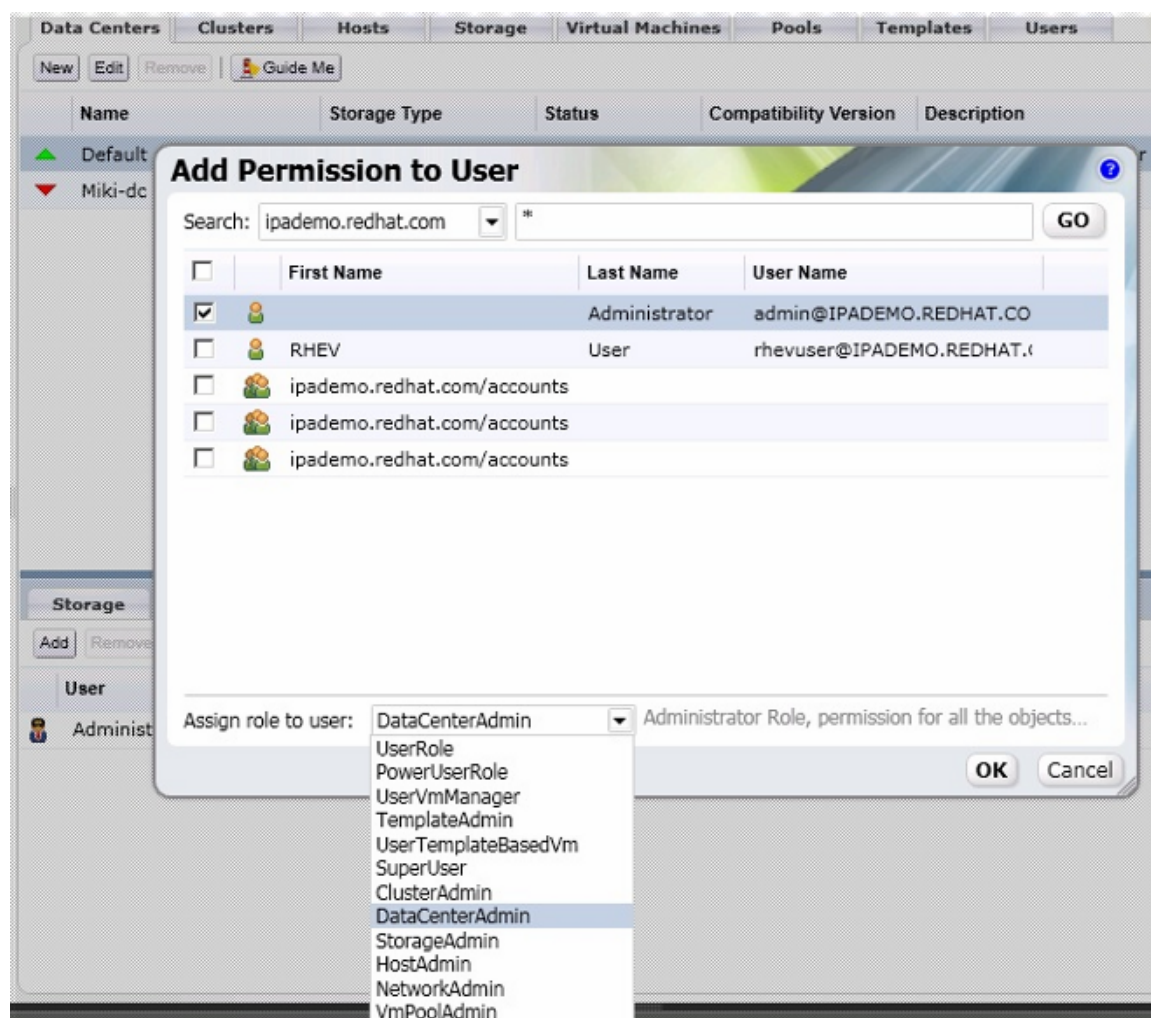 Data Centers Clusters Hosts Storage Virtual Machines Pools Templates Users
New Edit Remove Guide Me
Name Storage Type Status Compatibility Version Description
Default
Miki-dc
Add Permission to User
Search: ipademo.redhat.com * GO
First Name Last Name User Name
Administrator admin@IPADEMO.REDHAT.CO
RHEV User rhevuser@IPADEMO.REDHAT.(
ipademo.redhat.com/accounts
ipademo.redhat.com/accounts
ipademo.redhat.com/accounts
Storage
Add Remove
User
Administ
Assign role to user: DataCenterAdmin Administrator Role, permission for all the objects...
UserRole
PowerUserRole
UserVmManager
TemplateAdmin
UserTemplateBasedVm
SuperUser
ClusterAdmin
DataCenterAdmin
StorageAdmin
HostAdmin
NetworkAdmin
VmPoolAdmin
OK Cancel